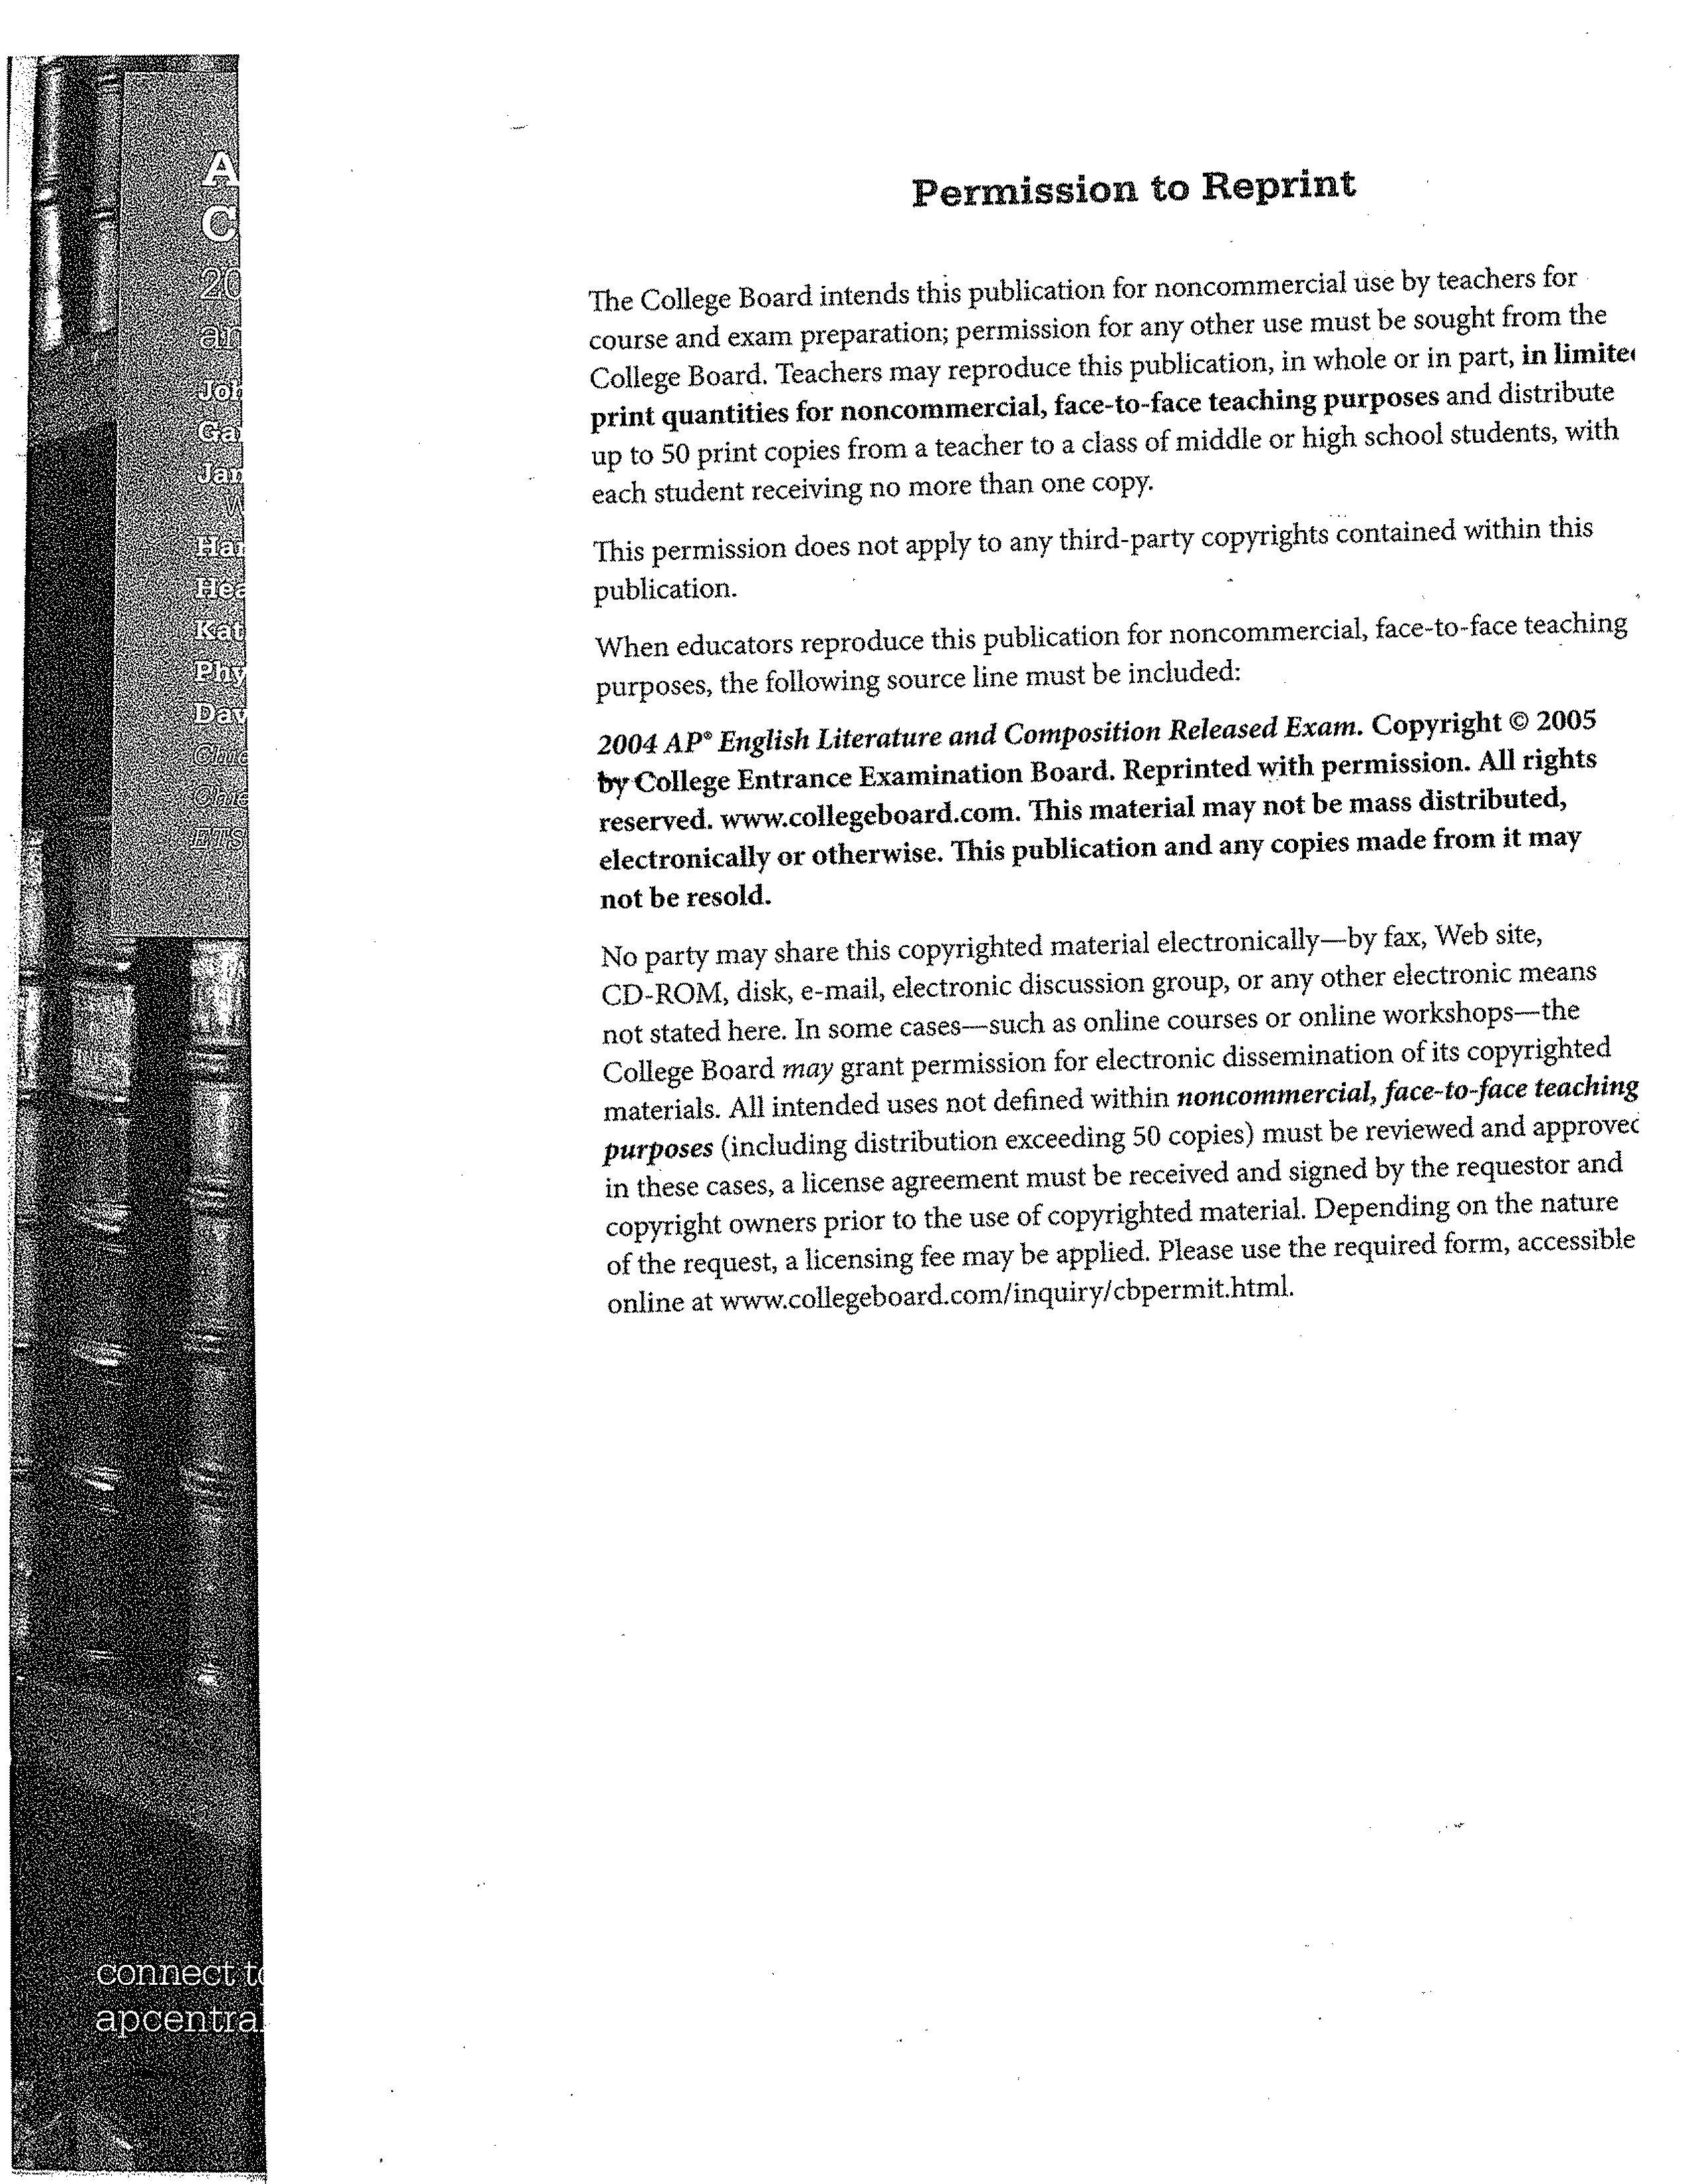 A
C
20
an
Joh
Gar
Jan
W
Har
Hea
Kat
Phy
Dav
Chie
Chie
ETS
connect to
apcentral
Permission to Reprint
The College Board intends this publication for noncommercial use by teachers for
course and exam preparation; permission for any other use must be sought from the
College Board. Teachers may reproduce this publication, in whole or in part, in limited
print quantities for noncommercial, face-to-face teaching purposes and distribute
up to 50 print copies from a teacher to a class of middle or high school students, with
each student receiving no more than one copy.
This permission does not apply to any third-party copyrights contained within this
publication.
When educators reproduce this publication for noncommercial, face-to-face teaching
purposes, the following source line must be included:
2004 AP® English Literature and Composition Released Exam. Copyright © 2005
by College Entrance Examination Board. Reprinted with permission. All rights
reserved. www.collegeboard.com. This material may not be mass distributed,
electronically or otherwise. This publication and any copies made from it may
not be resold.
No party may share this copyrighted material electronically—by fax, Web site,
CD-ROM, disk, e-mail, electronic discussion group, or any other electronic means
not stated here. In some cases—such as online courses or online workshops—the
College Board may grant permission for electronic dissemination of its copyrighted
materials. All intended uses not defined within noncommercial, face-to-face teaching
purposes (including distribution exceeding 50 copies) must be reviewed and approved
in these cases, a license agreement must be received and signed by the requestor and
copyright owners prior to the use of copyrighted material. Depending on the nature
of the request, a licensing fee may be applied. Please use the required form, accessible
online at www.collegeboard.com/inquiry/cbpermit.html.